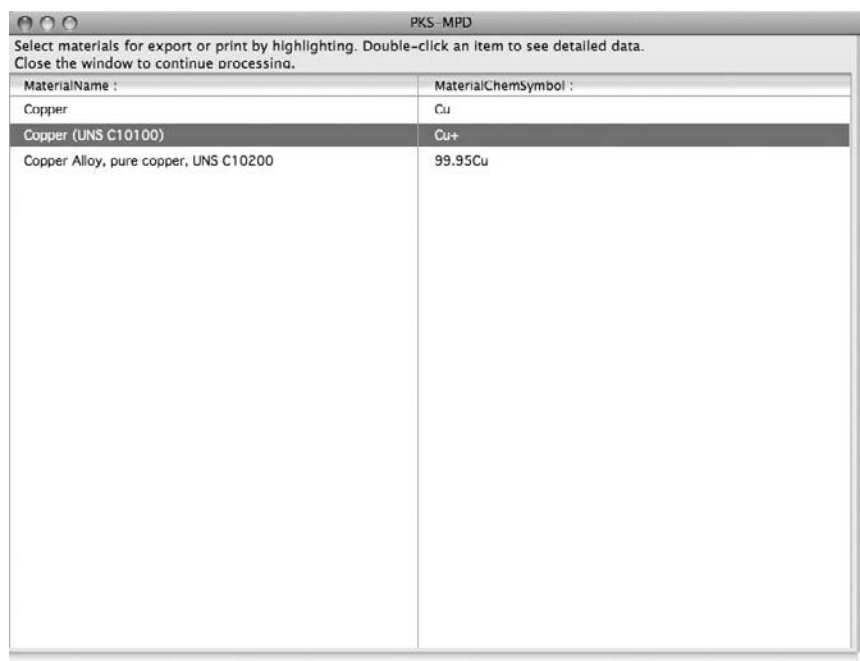 PKS-MPD
Select materials for export or print by highlighting. Double-click an item to see detailed data.
Close the window to continue processing.
MaterialName : MaterialChemSymbol :
Copper Cu
Copper (UNS C10100) Cu+
Copper Alloy, pure copper, UNS C10200 99.95Cu